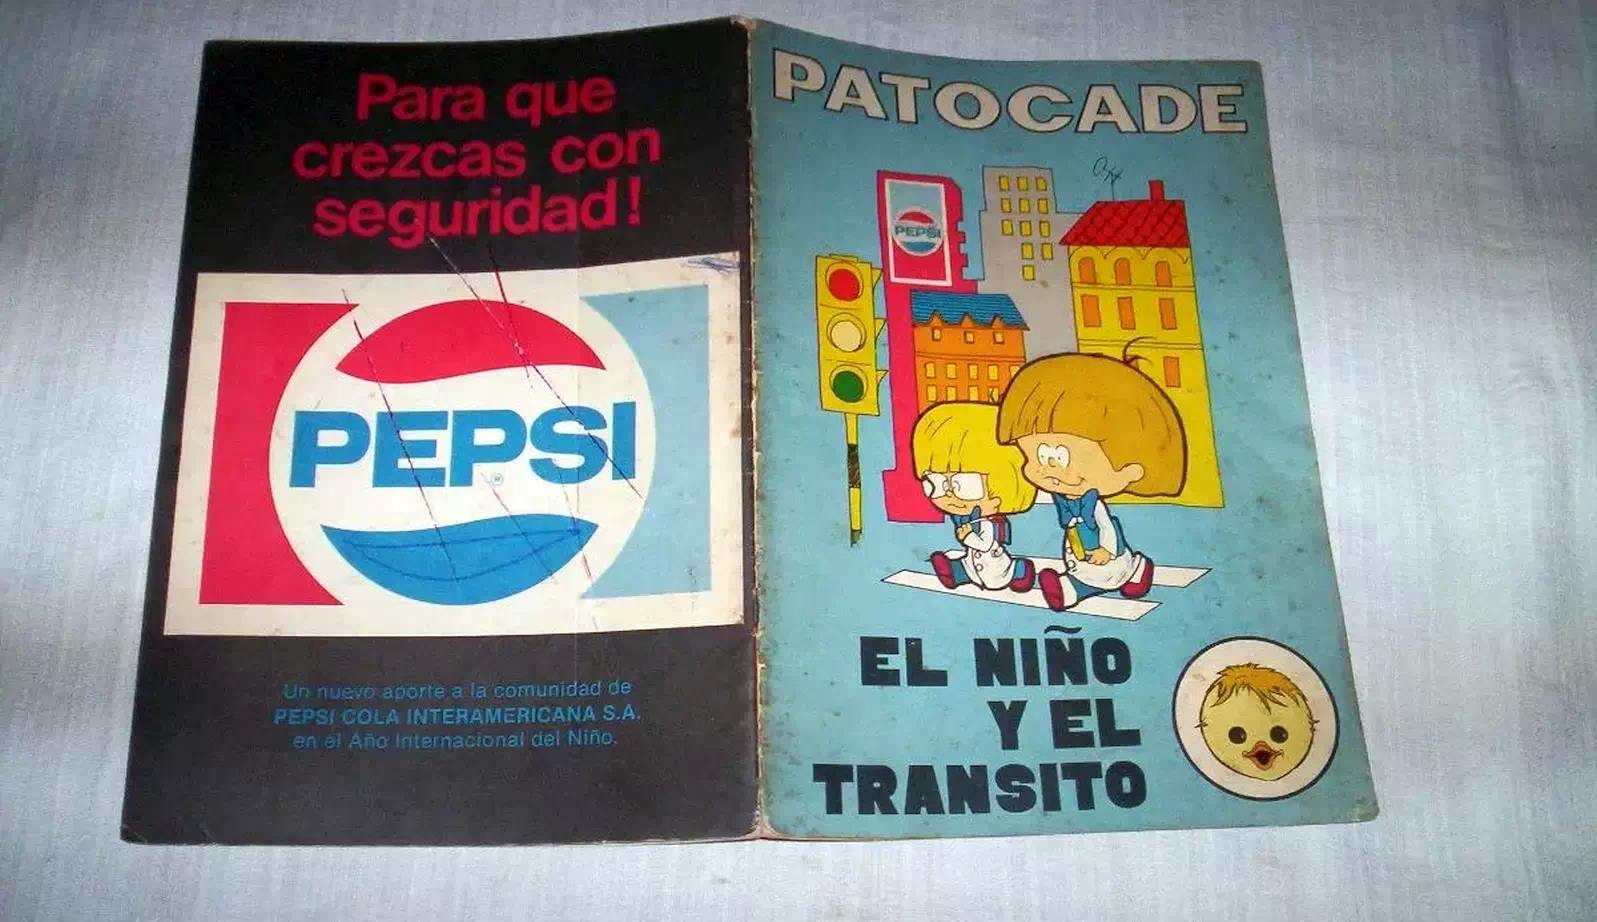 Para que
crezcas con
seguridad!
PEPSI
Un nuevo aporte a la comunidad de
PEPSI COLA INTERAMERICANA S.A.
en el Año Internacional del Niño.
PATOCADE
PEPSI
EL NIÑO
Y EL
TRANSITO